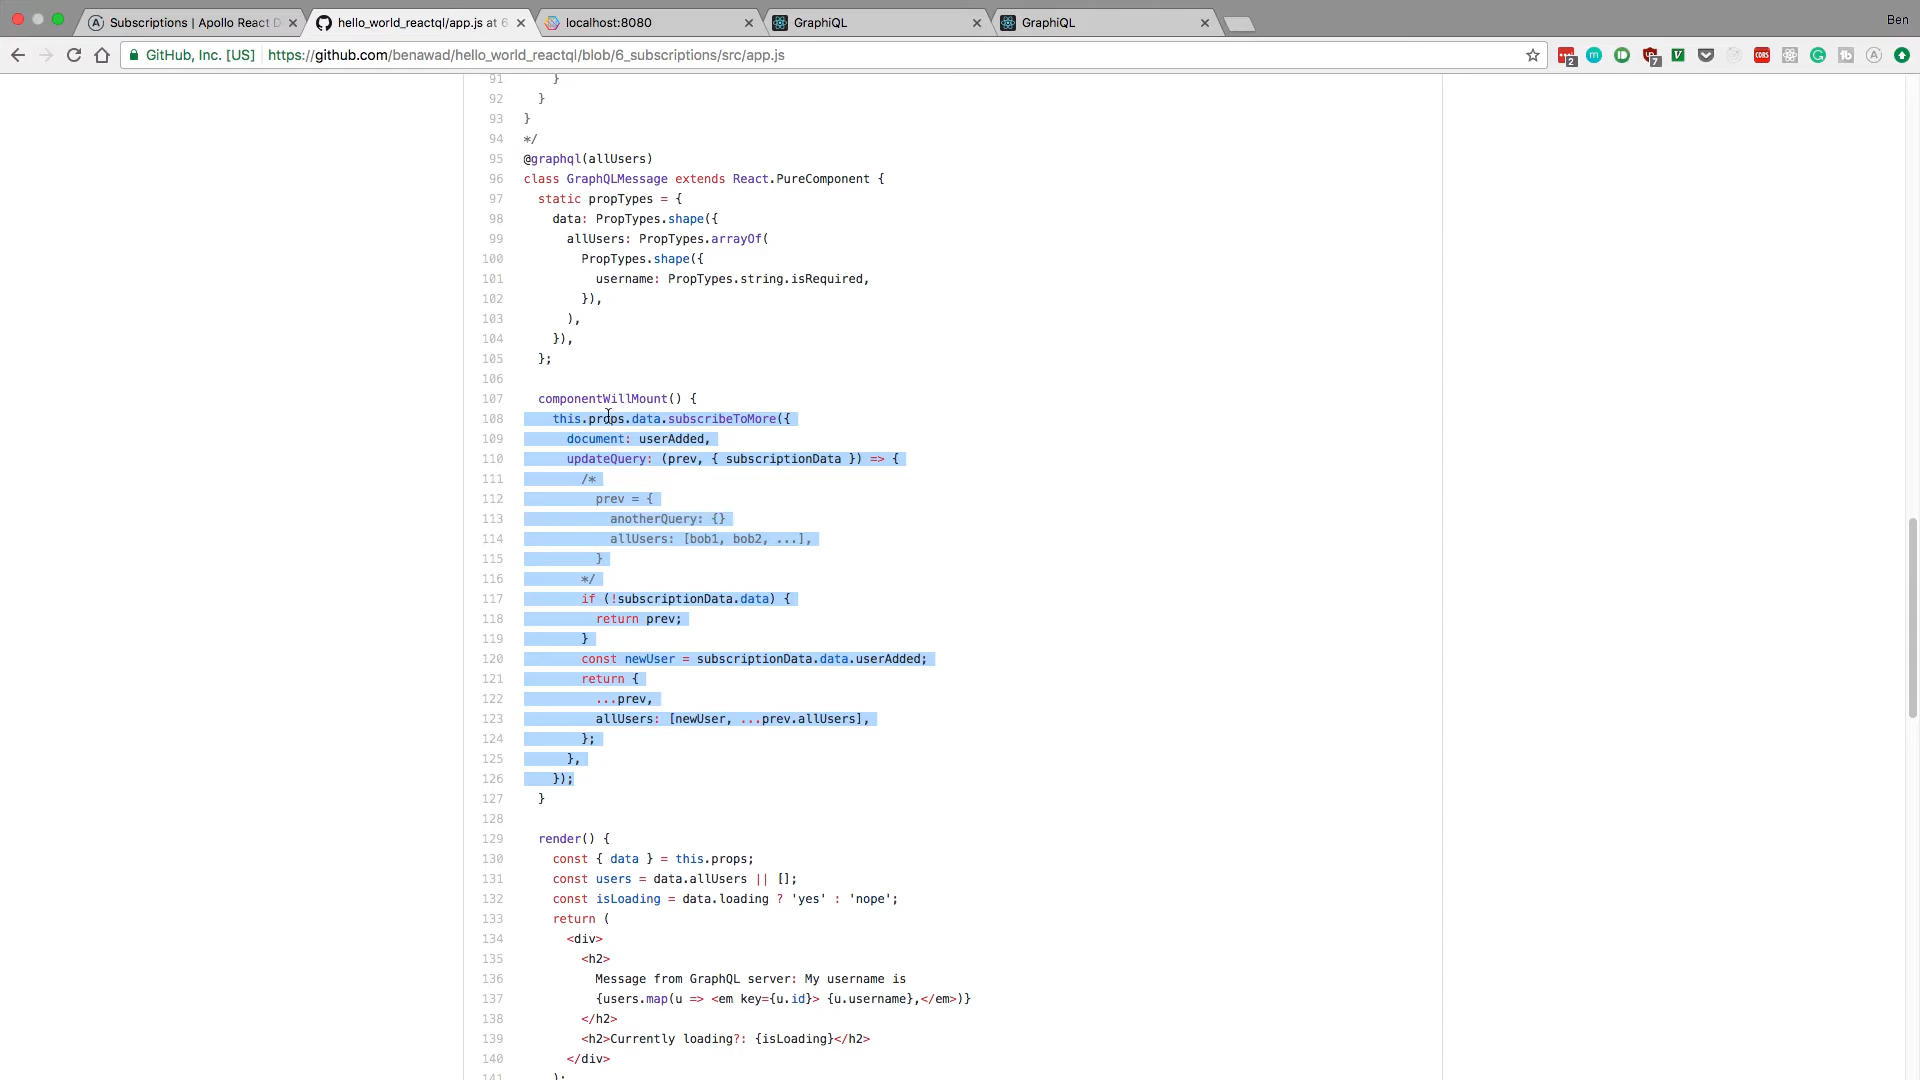 Subscriptions | Apollo React D
hello_world_reactql/app.js at 6
localhost:8080
GraphiQL
GraphiQL
Ben
GitHub, Inc. [US]
https://github.com/benawad/hello_world_reactql/blob/6_subscriptions/src/app.js
91 }
92 }
93 }
94 */
95 @graphql(allUsers)
96 class GraphQLMessage extends React.PureComponent {
97 static propTypes = {
98 data: PropTypes.shape({
99 allUsers: PropTypes.arrayOf(
100 PropTypes.shape({
101 username: PropTypes.string.isRequired,
102 }),
103 ),
104 }),
105 };
106
107 componentWillMount() {
108 this.props.data.subscribeToMore({
109 document: userAdded,
110 updateQuery: (prev, { subscriptionData }) => {
111 /*
112 prev = {
113 anotherQuery: {}
114 allUsers: [bob1, bob2, ...],
115 }
116 */
117 if (!subscriptionData.data) {
118 return prev;
119 }
120 const newUser = subscriptionData.data.userAdded;
121 return {
122 ...prev,
123 allUsers: [newUser, ...prev.allUsers],
124 };
125 },
126 });
127 }
128
129 render() {
130 const { data } = this.props;
131 const users = data.allUsers || [];
132 const isLoading = data.loading ? 'yes' : 'nope';
133 return (
134 <div>
135 <h2>
136 Message from GraphQL server: My username is
137 {users.map(u => <em key={u.id}> {u.username},</em>)}
138 </h2>
139 <h2>Currently loading?: {isLoading}</h2>
140 </div>
141 );